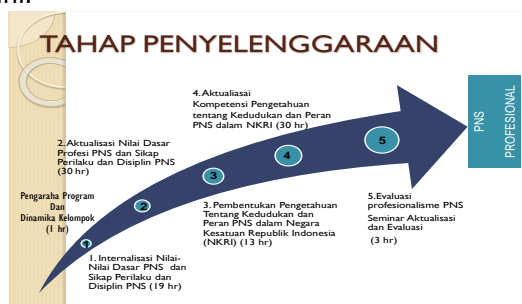 TAHAP PENYELENGGARAAN
4.Aktualiasai
Kompetensi Pengetahuan
tentang Kedudukan dan Peran
PNS dalam NKRI (30 hr)
PNS
PROFESIONAL
2.Aktualisasi Nilai Dasar
Profesi PNS dan Sikap
Perilaku dan Disiplin PNS
(30 hr)
5
4
3
Pengaraha Program
Dan
Dinamika Kelompok
(1 hr)
2
3. Pembentukan Pengetahuan
Tentang Kedudukan dan
Peran PNS dalam Negara
Kesatuan Republik Indonesia
(NKRI) (13 hr)
5.Evaluasi
profesionalisme PNS
Seminar Aktualisasi
dan Evaluasi
(3 hr)
1
1. Internalisasi Nilai-
Nilai Dasar PNS dan
Sikap Perilaku dan
Disiplin PNS (19 hr)